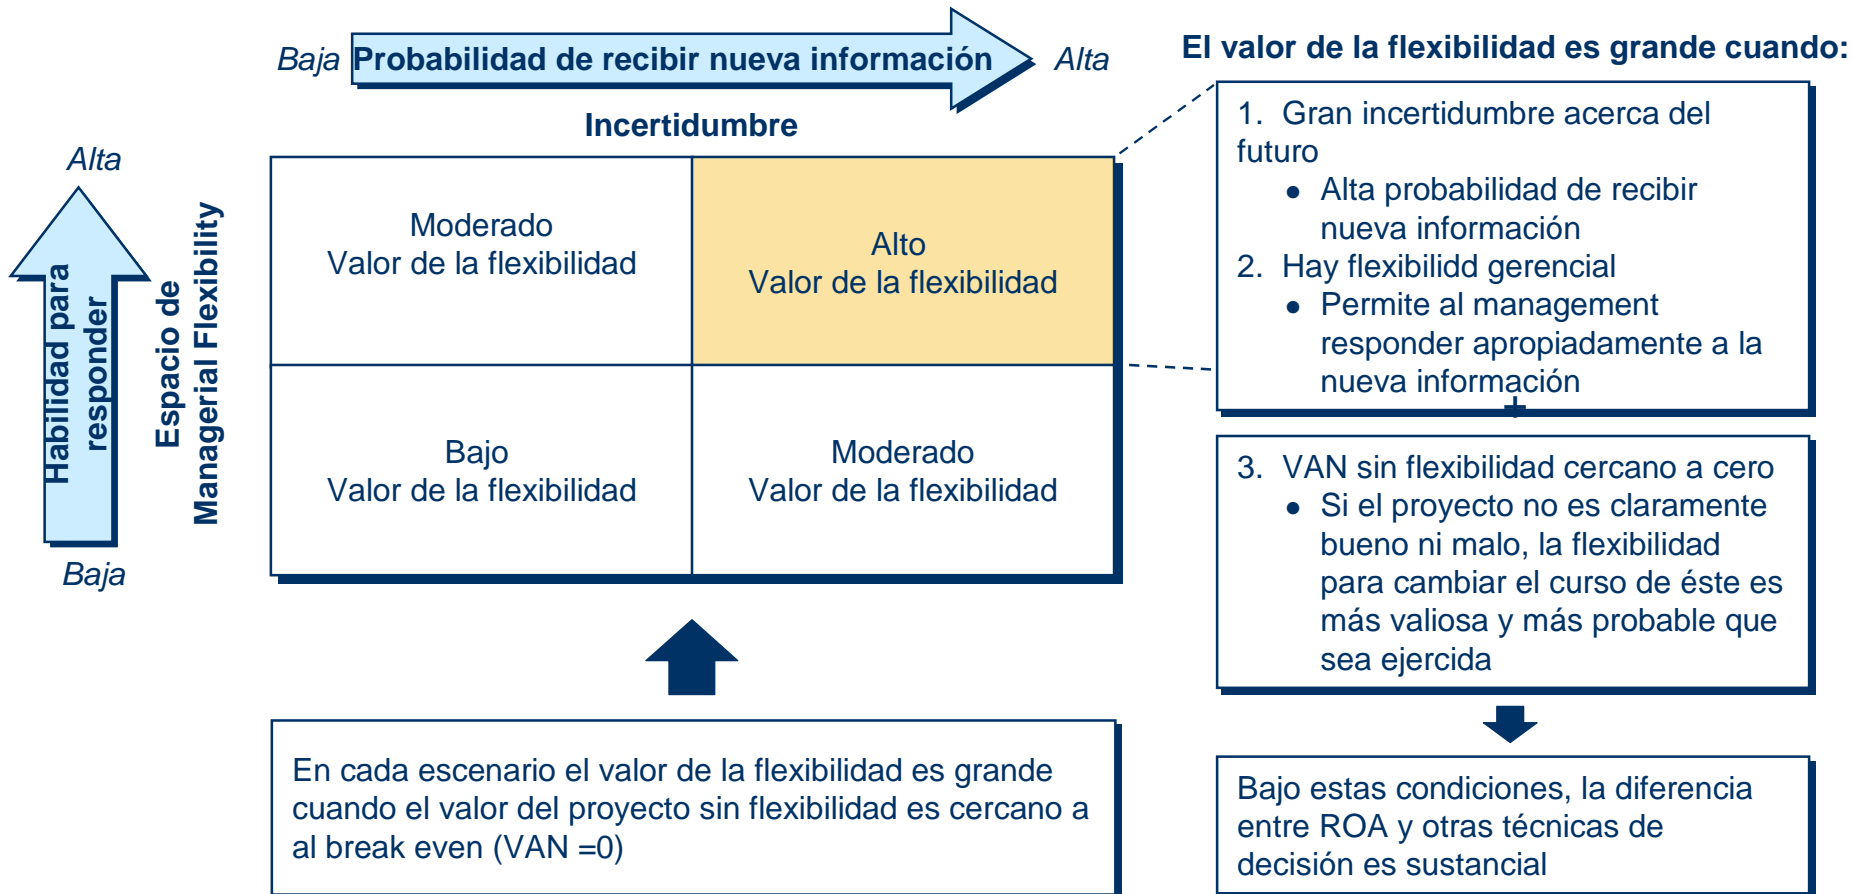 Baja Probabilidad de recibir nueva información Alta
Incertidumbre
Alta
Habilidad para
responder
Baja
Espacio de
Managerial Flexibility
Moderado
Valor de la flexibilidad
Alto
Valor de la flexibilidad
Bajo
Valor de la flexibilidad
Moderado
Valor de la flexibilidad
En cada escenario el valor de la flexibilidad es grande
cuando el valor del proyecto sin flexibilidad es cercano a
al break even (VAN =0)
El valor de la flexibilidad es grande cuando:
1. Gran incertidumbre acerca del
futuro
● Alta probabilidad de recibir
nueva información
2. Hay flexibilidd gerencial
● Permite al management
responder apropiadamente a la
nueva información
+
3. VAN sin flexibilidad cercano a cero
● Si el proyecto no es claramente
bueno ni malo, la flexibilidad
para cambiar el curso de éste es
más valiosa y más probable que
sea ejercida
Bajo estas condiciones, la diferencia
entre ROA y otras técnicas de
decisión es sustancial